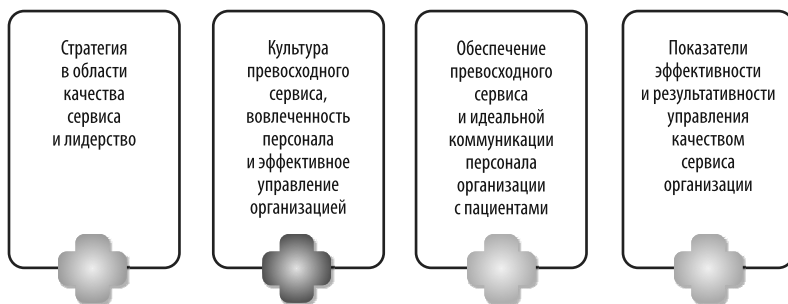 Стратегия
в области
качества
сервиса
и лидерство
Культура
превосходного
сервиса,
вовлеченность
персонала
и эффективное
управление
организацией
Обеспечение
превосходного
сервиса
и идеальной
коммуникации
персонала
организации
с пациентами
Показатели
эффективности
и результативности
управления
качеством
сервиса
организации